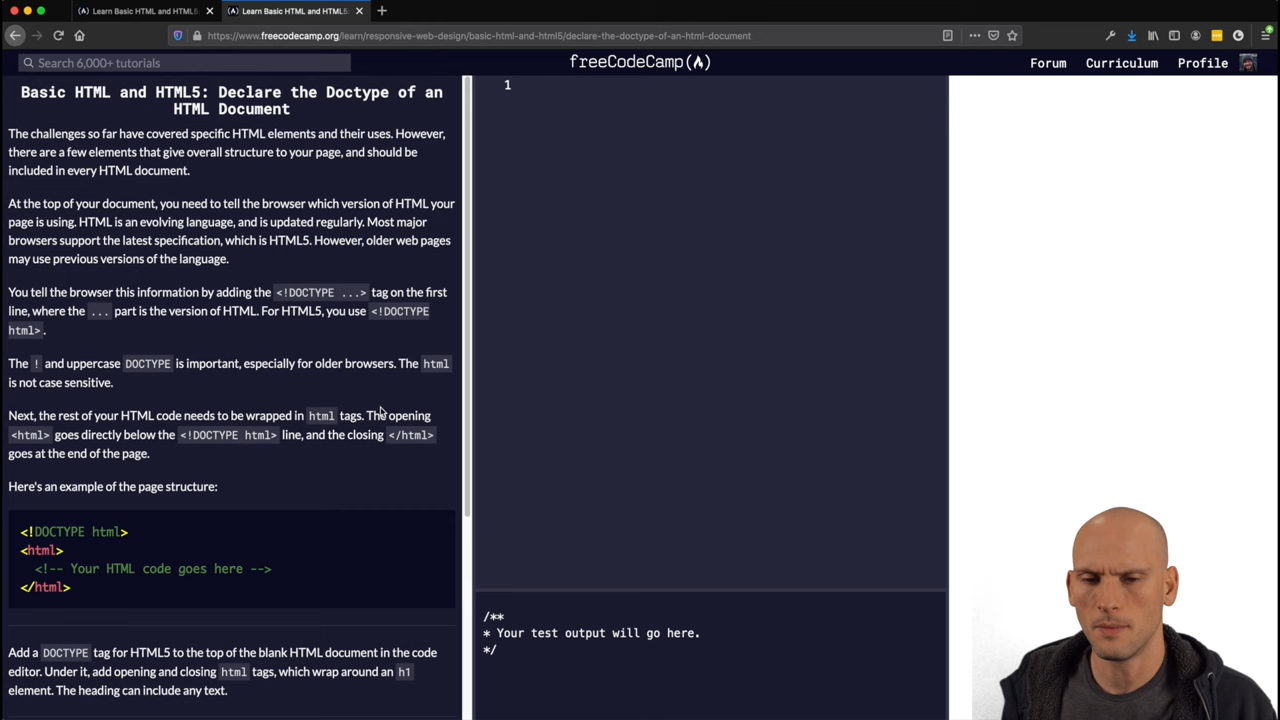 Learn Basic HTML and HTML5:
Learn Basic HTML and HTML5:
https://www.freecodecamp.org/learn/responsive-web-design/basic-html-and-html5/declare-the-doctype-of-an-html-document
Search 6,000+ tutorials
freeCodeCamp
Forum
Curriculum
Profile
Basic HTML and HTML5: Declare the Doctype of an
HTML Document
The challenges so far have covered specific HTML elements and their uses. However,
there are a few elements that give overall structure to your page, and should be
included in every HTML document.
At the top of your document, you need to tell the browser which version of HTML your
page is using. HTML is an evolving language, and is updated regularly. Most major
browsers support the latest specification, which is HTML5. However, older web pages
may use previous versions of the language.
You tell the browser this information by adding the <!DOCTYPE ...> tag on the first
line, where the ... part is the version of HTML. For HTML5, you use <!DOCTYPE
html>.
The ! and uppercase DOCTYPE is important, especially for older browsers. The html
is not case sensitive.
Next, the rest of your HTML code needs to be wrapped in html tags. The opening
<html> goes directly below the <!DOCTYPE html> line, and the closing </html>
goes at the end of the page.
Here's an example of the page structure:
<!DOCTYPE html>
<html>
<!-- Your HTML code goes here -->
</html>
Add a DOCTYPE tag for HTML5 to the top of the blank HTML document in the code
editor. Under it, add opening and closing html tags, which wrap around an h1
element. The heading can include any text.
1
/**
* Your test output will go here.
*/